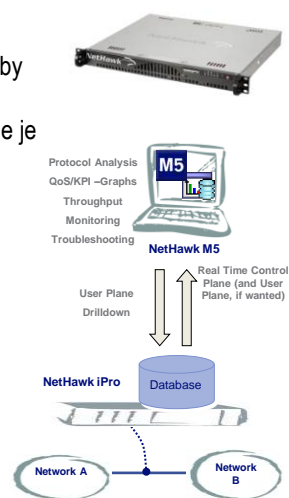 NetHawk
by
e je
Protocol Analysis
QoS/KPI –Graphs
Throughput
Monitoring
Troubleshooting
M5
NetHawk M5
User Plane
Drilldown
Real Time Control
Plane (and User
Plane, if wanted)
NetHawk iPro
Database
Network A
Network
B